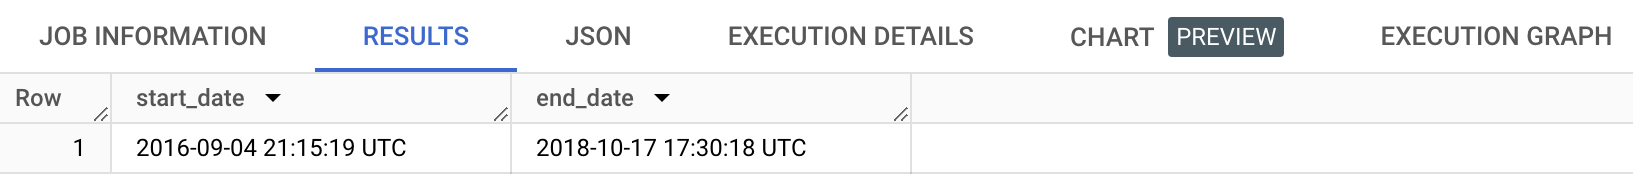 JOB INFORMATION RESULTS JSON EXECUTION DETAILS CHART PREVIEW EXECUTION GRAPH
Row start_date end_date
1 2016-09-04 21:15:19 UTC 2018-10-17 17:30:18 UTC